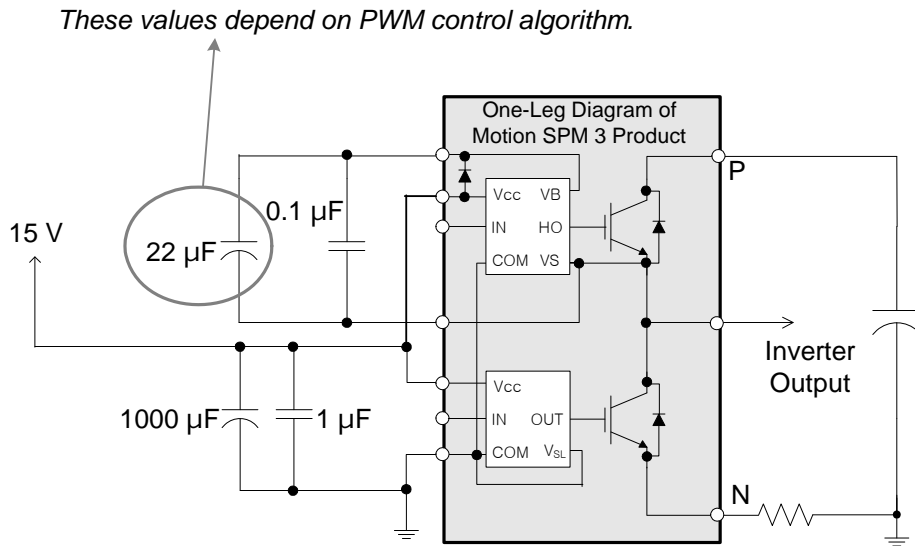 These values depend on PWM control algorithm.
One-Leg Diagram of
Motion SPM 3 Product
P
Vcc VB
0.1 µF
IN HO
15 V
22 µF
COM VS
Inverter
Output
Vcc
1000 µF
1 µF
IN OUT
COM VSL
N